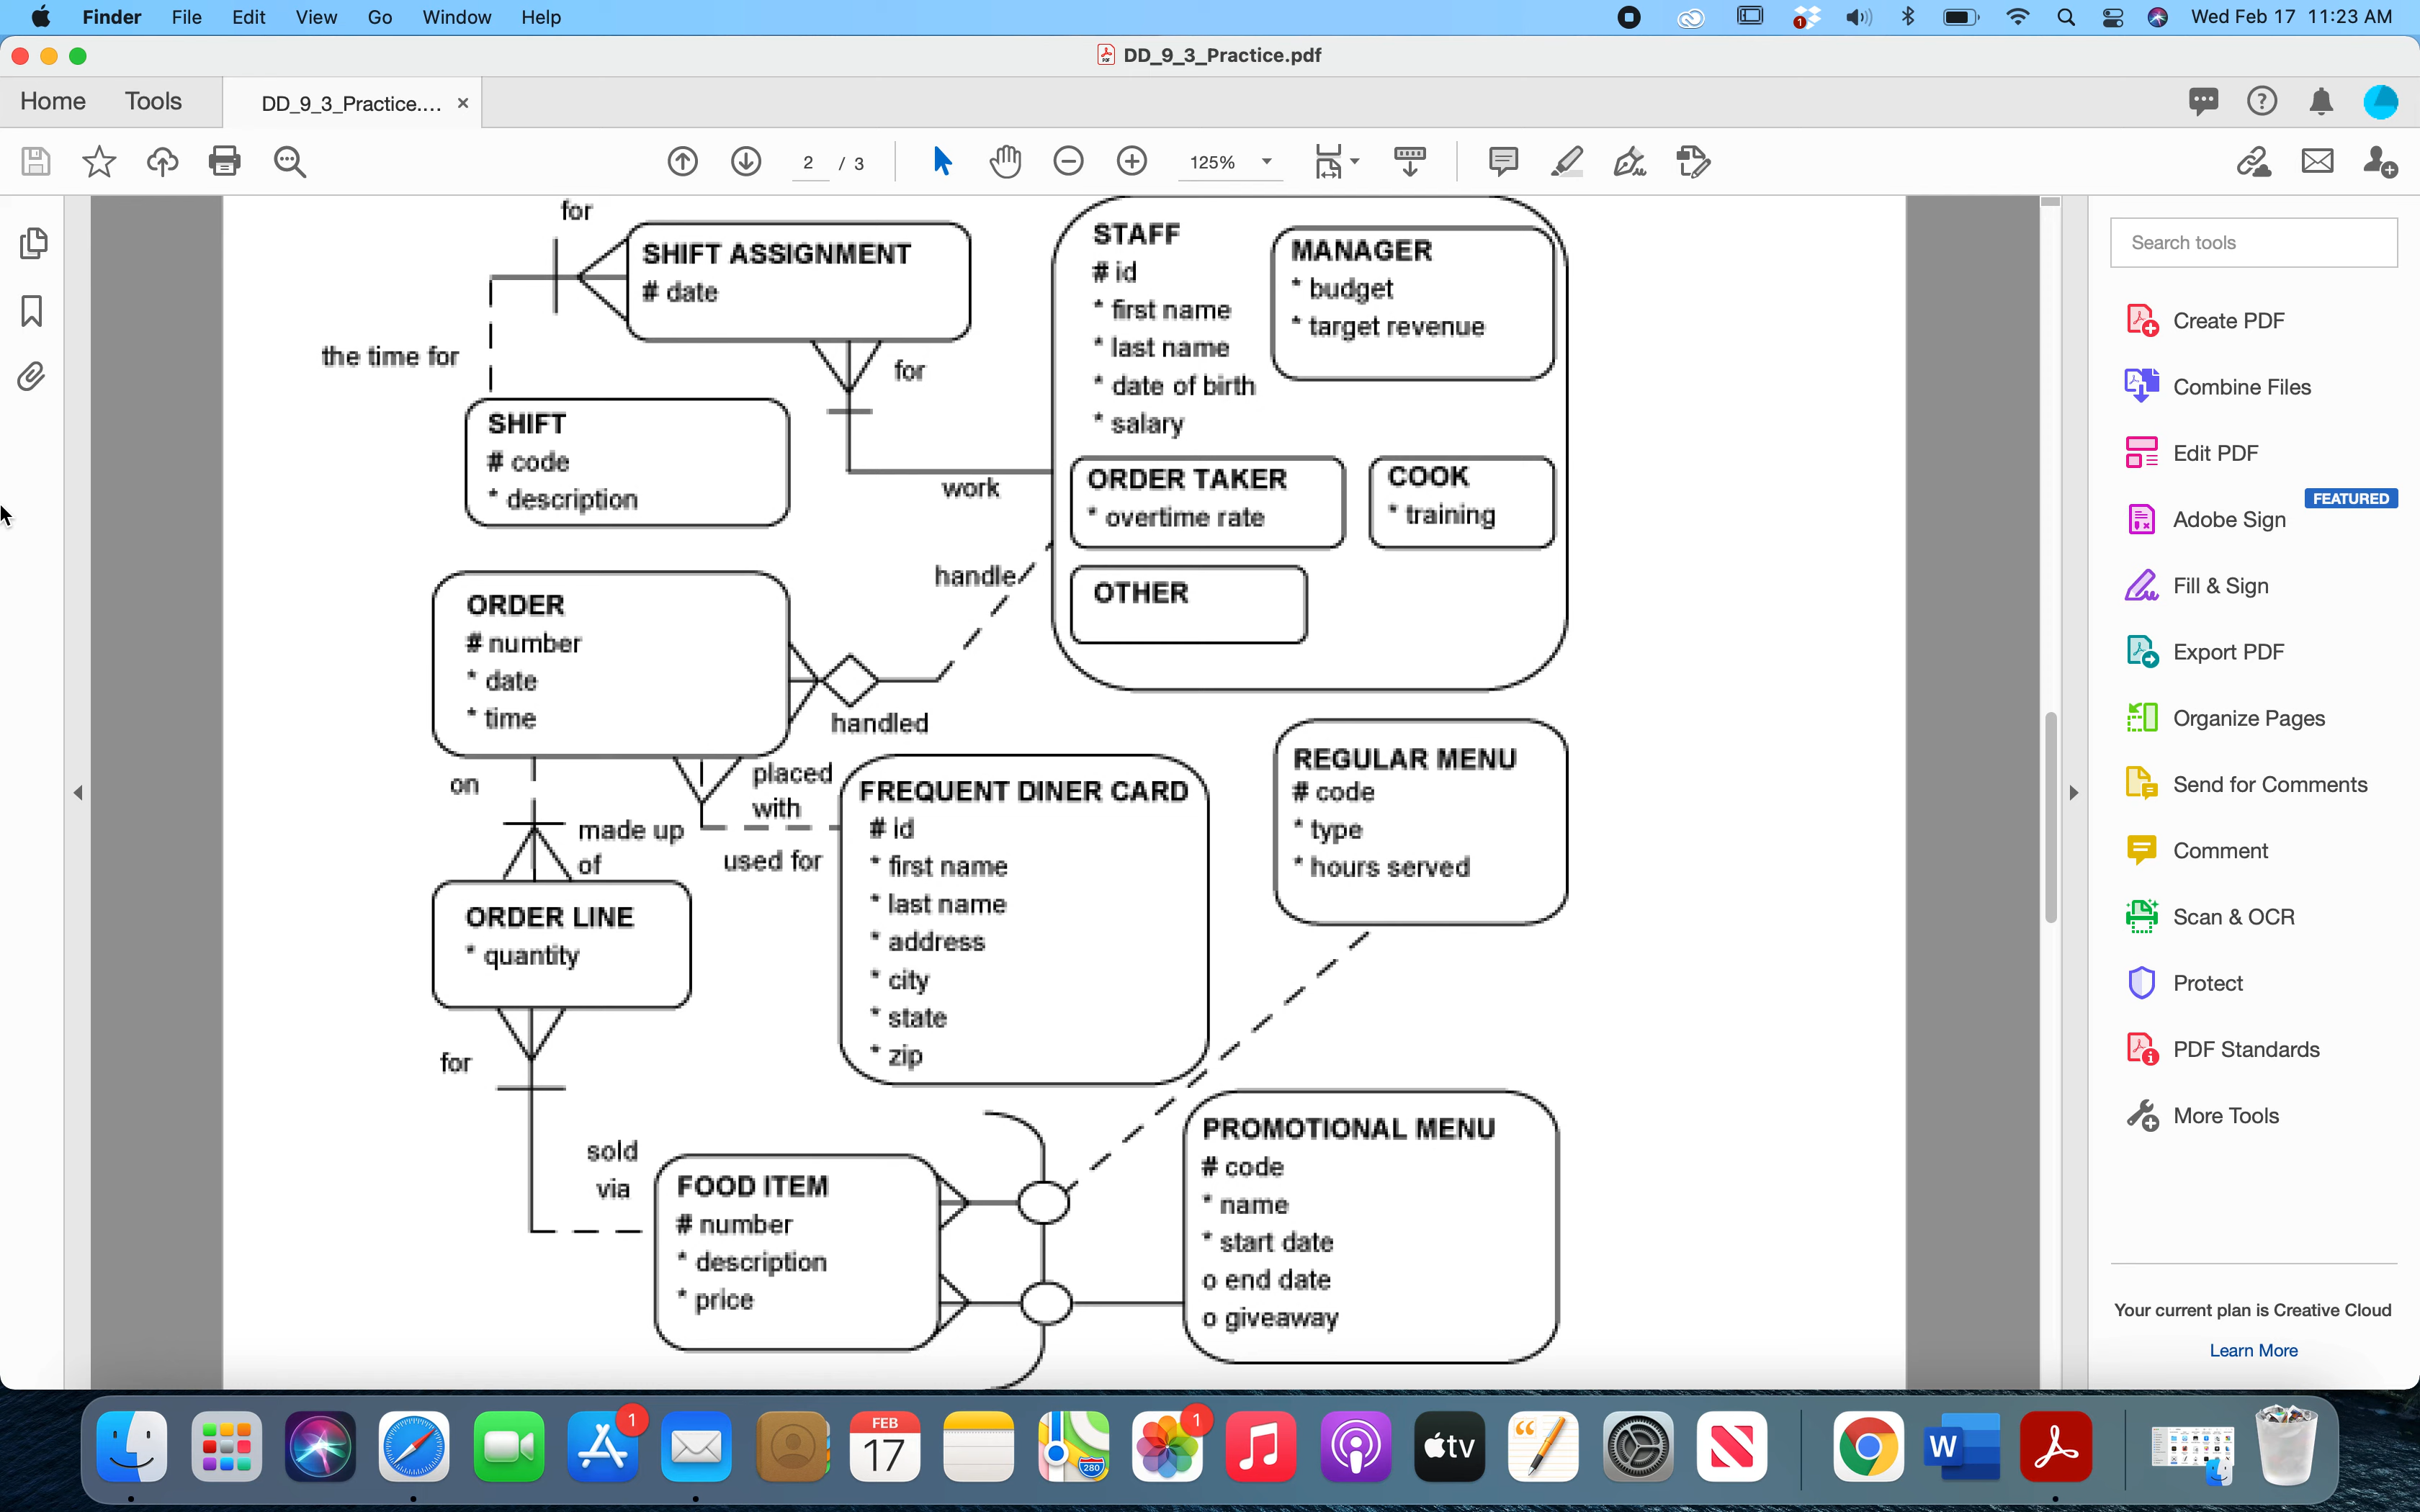 Finder File Edit View Go Window Help
1
Wed Feb 17 11:23 AM
DD_9_3_Practice.pdf
Home Tools DD_9_3_Practice....
2 / 3
125%
for
SHIFT ASSIGNMENT
# date
the time for
for
SHIFT
# code
* description
work
STAFF
# id
* first name
* last name
* date of birth
* salary
MANAGER
* budget
* target revenue
ORDER TAKER
* overtime rate
COOK
* training
OTHER
handle
ORDER
# number
* date
* time
handled
on
placed
with
made up
of
used for
FREQUENT DINER CARD
# id
* first name
* last name
* address
* city
* state
* zip
REGULAR MENU
# code
* type
* hours served
ORDER LINE
* quantity
for
sold
via
FOOD ITEM
# number
* description
* price
PROMOTIONAL MENU
# code
* name
* start date
o end date
o giveaway
Search tools
Create PDF
Combine Files
Edit PDF
FEATURED
Adobe Sign
Fill & Sign
Export PDF
Organize Pages
Send for Comments
Comment
Scan & OCR
Protect
PDF Standards
More Tools
Your current plan is Creative Cloud
Learn More
1
FEB
17
280
1
tv
W